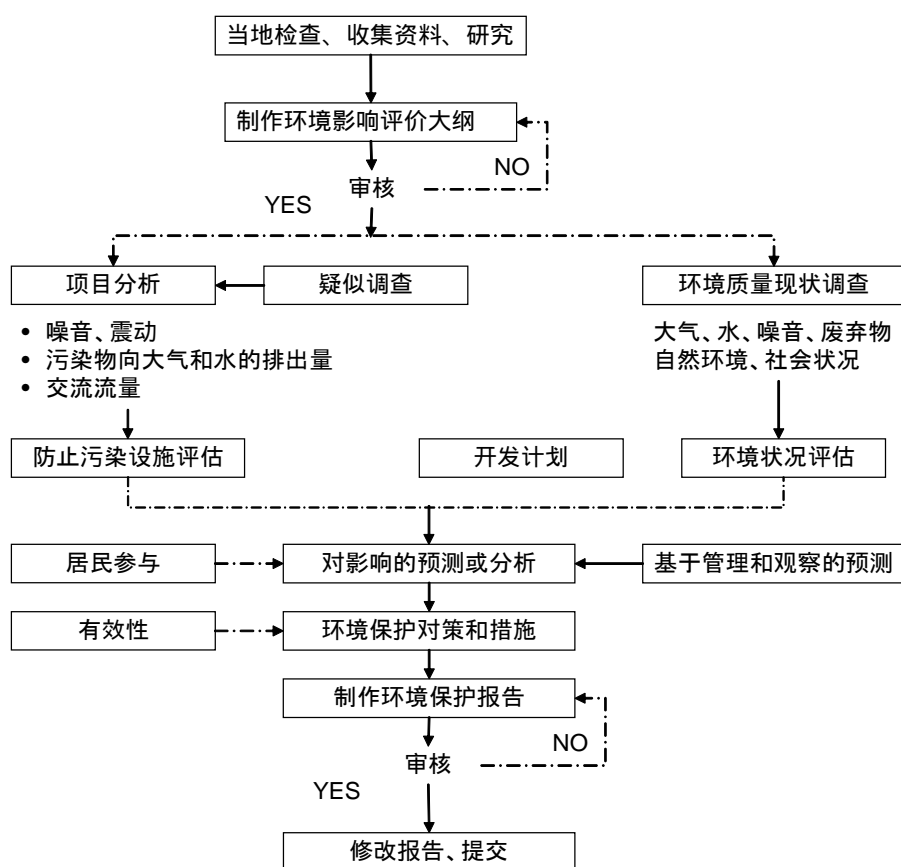 当地检查、收集资料、研究
制作环境影响评价大纲
NO
审核
YES
项目分析
疑似调查
环境质量现状调查
• 噪音、震动
• 污染物向大气和水的排出量
• 交流流量
大气、水、噪音、废弃物
自然环境、社会状况
防止污染设施评估
开发计划
环境状况评估
居民参与
对影响的预测或分析
基于管理和观察的预测
有效性
环境保护对策和措施
制作环境保护报告
NO
审核
YES
修改报告、提交